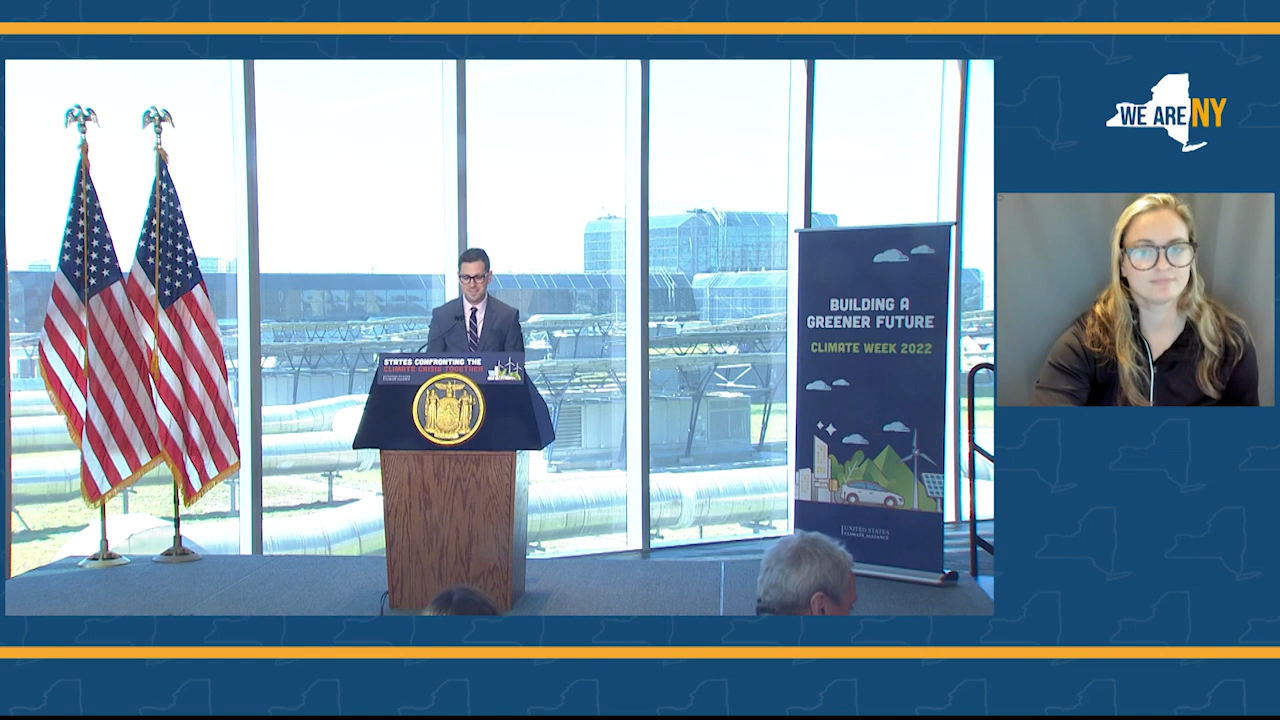 WE ARE NY
STATES CONFRONTING THE
CLIMATE CRISIS TOGETHER
BUILDING A
GREENER FUTURE
CLIMATE WEEK 2022
UNITED STATES
CLIMATE ALLIANCE